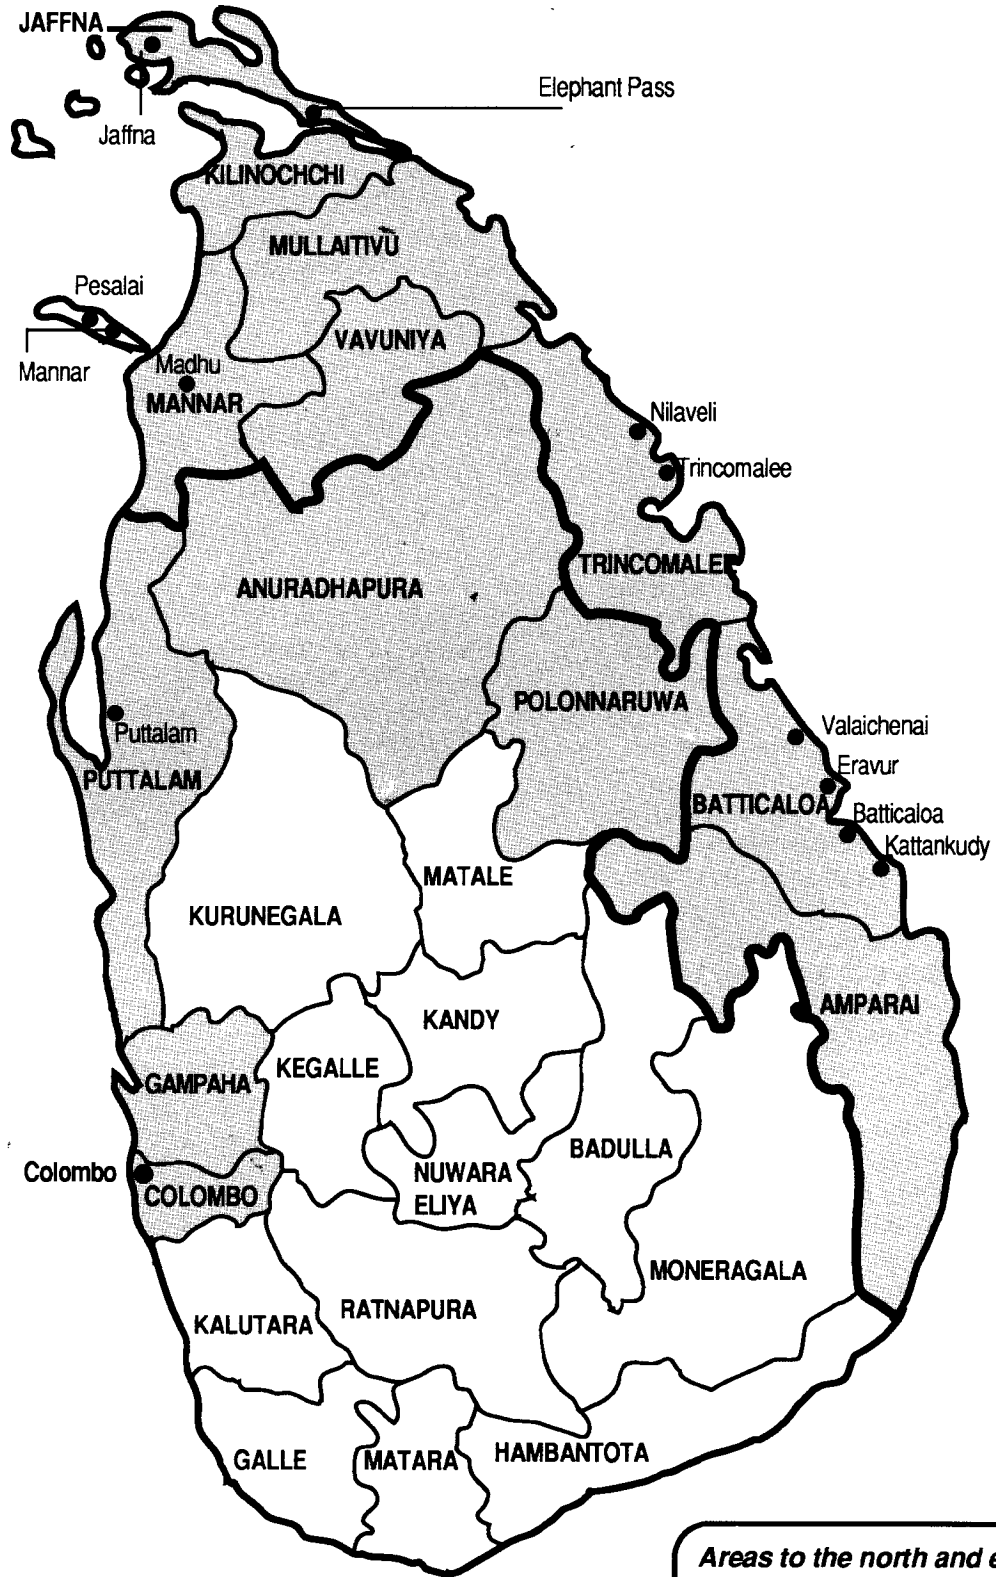 JAFFNA
Elephant Pass
Jaffna
KILINOCHCHI
MULLAITIVU
Pesalai
VAVUNIYA
Mannar
Madhu
MANNAR
Nilaveli
Trincomalee
TRINCOMALEE
ANURADHAPURA
POLONNARUWA
Puttalam
PUTTALAM
Valaichenai
Eravur
BATTICALOA
Batticaloa
Kattankudy
MATALE
KURUNEGALA
AMPARAI
KANDY
KEGALLE
GAMPAHA
BADULLA
Colombo
COLOMBO
NUWARA
ELIYA
MONERAGALA
RATNAPURA
KALUTARA
HAMBANTOTA
GALLE
MATARA
Areas to the north and e